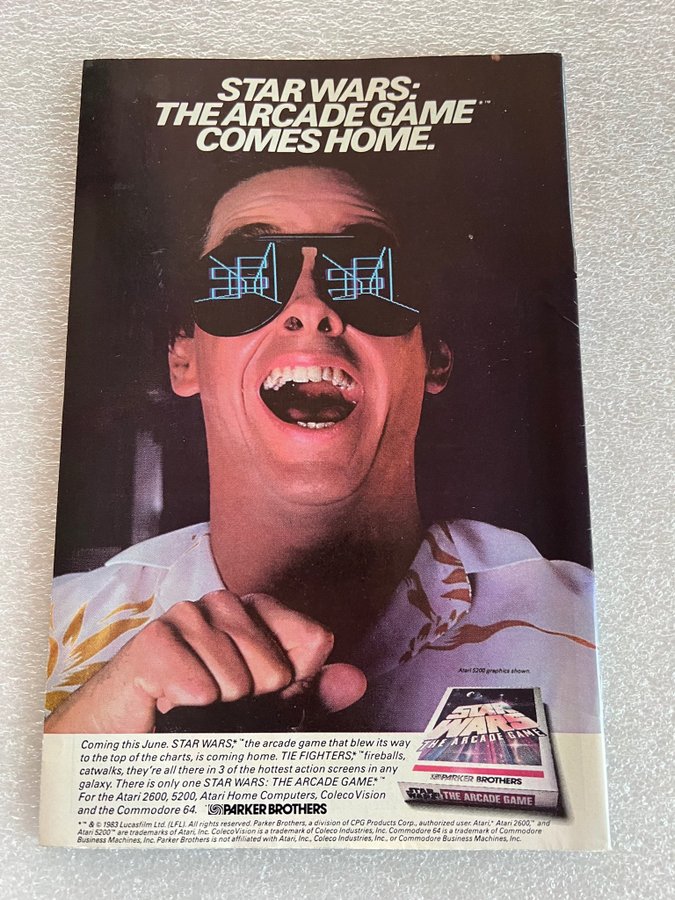 STAR WARS:
THE ARCADE GAME™
COMES HOME.
Atari 5200 graphics shown.
STAR
WARS
THE ARCADE GAME
PARKER BROTHERS
STAR WARS THE ARCADE GAME
Coming this June. STAR WARS,*™ the arcade game that blew its way
to the top of the charts, is coming home. TIE FIGHTERS,*™ fireballs,
catwalks, they're all there in 3 of the hottest action screens in any
galaxy. There is only one STAR WARS: THE ARCADE GAME.*™
For the Atari 2600, 5200, Atari Home Computers, ColecoVision
and the Commodore 64. PARKER BROTHERS
*™ & © 1983 Lucasfilm Ltd. (LFL). All rights reserved. Parker Brothers, a division of CPG Products Corp., authorized user. Atari,® Atari 2600,™ and
Atari 5200™ are trademarks of Atari, Inc. ColecoVision is a trademark of Coleco Industries, Inc. Commodore 64 is a trademark of Commodore
Business Machines, Inc. Parker Brothers is not affiliated with Atari, Inc., Coleco Industries, Inc., or Commodore Business Machines, Inc.